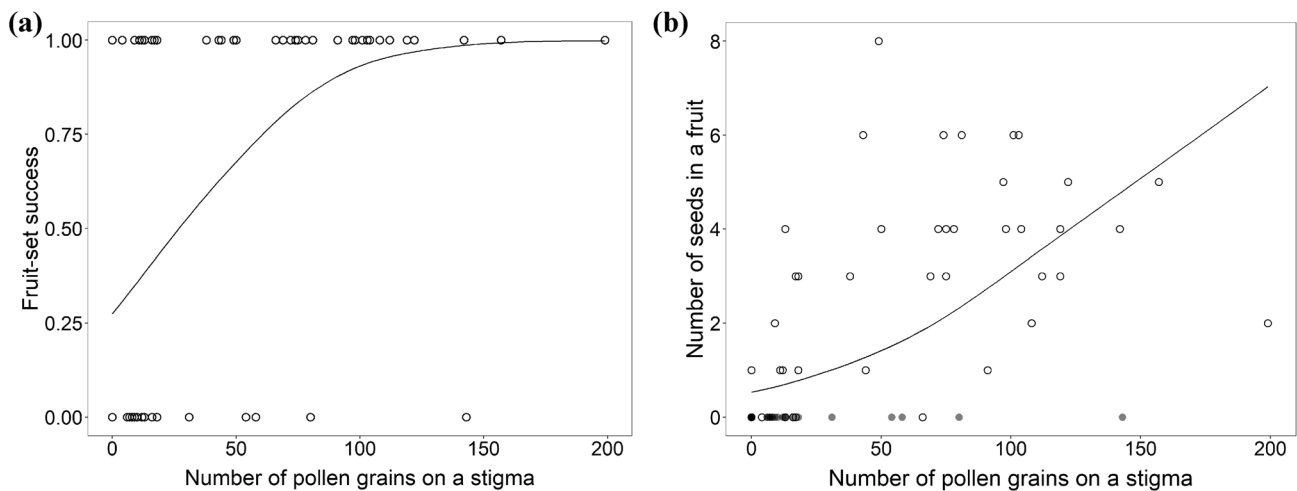 (a)
1.00
0.75
0.50
0.25
0.00
Fruit-set success
0 50 100 150 200
Number of pollen grains on a stigma
(b)
8
6
4
2
0
Number of seeds in a fruit
0 50 100 150 200
Number of pollen grains on a stigma